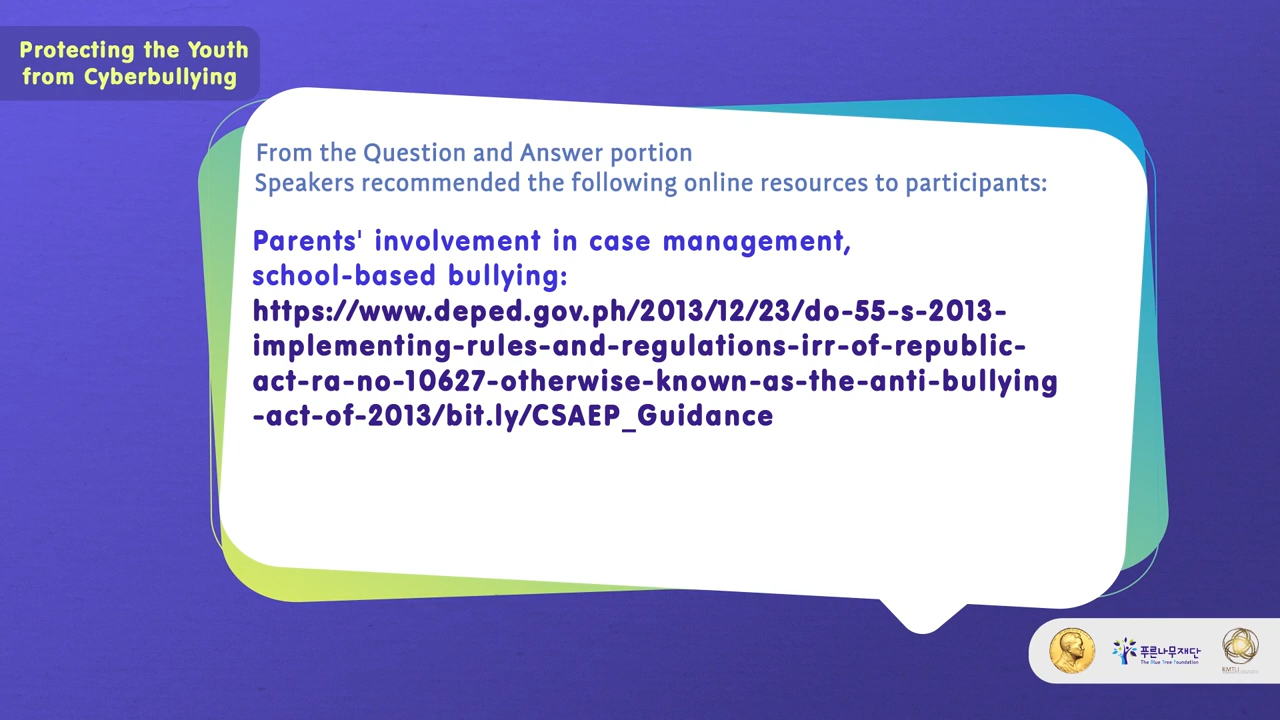 Protecting the Youth
from Cyberbullying
From the Question and Answer portion
Speakers recommended the following online resources to participants:
Parents' involvement in case management,
school-based bullying:
https://www.deped.gov.ph/2013/12/23/do-55-s-2013-
implementing-rules-and-regulations-irr-of-republic-
act-ra-no-10627-otherwise-known-as-the-anti-bullying
-act-of-2013/bit.ly/CSAEP_Guidance
푸른나무재단
The Blue Tree Foundation